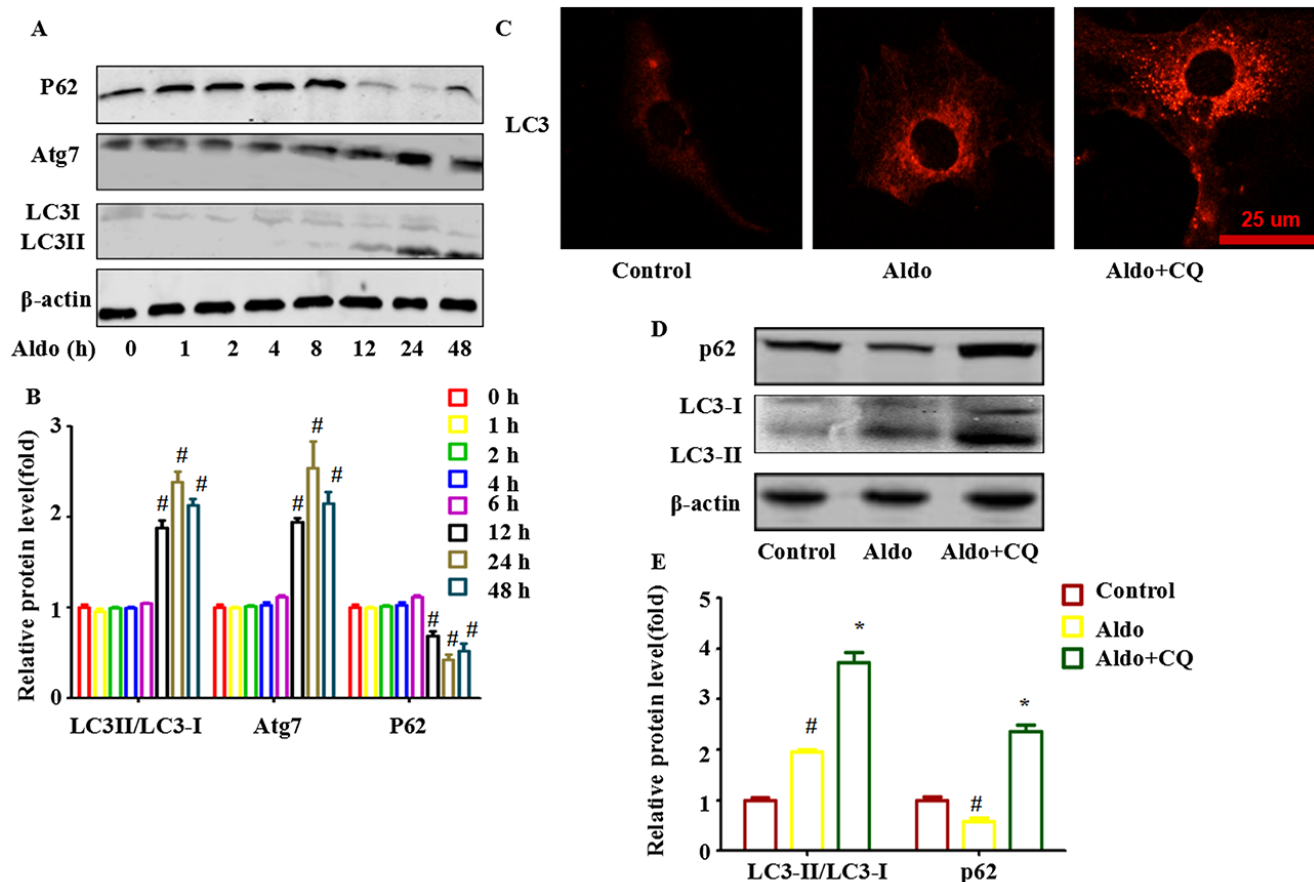 A
P62
Atg7
LC3I
LC3II
β-actin
Aldo (h) 0 1 2 4 8 12 24 48
B
Relative protein level(fold)
3
2
1
0
# # #
# # #
# # #
LC3II/LC3-I Atg7 P62
0 h
1 h
2 h
4 h
6 h
12 h
24 h
48 h
C
LC3
25 um
Control Aldo Aldo+CQ
D
p62
LC3-I
LC3-II
β-actin
Control Aldo Aldo+CQ
E
Relative protein level(fold)
5
4
3
2
1
0
# *
# *
LC3-II/LC3-I p62
Control
Aldo
Aldo+CQ